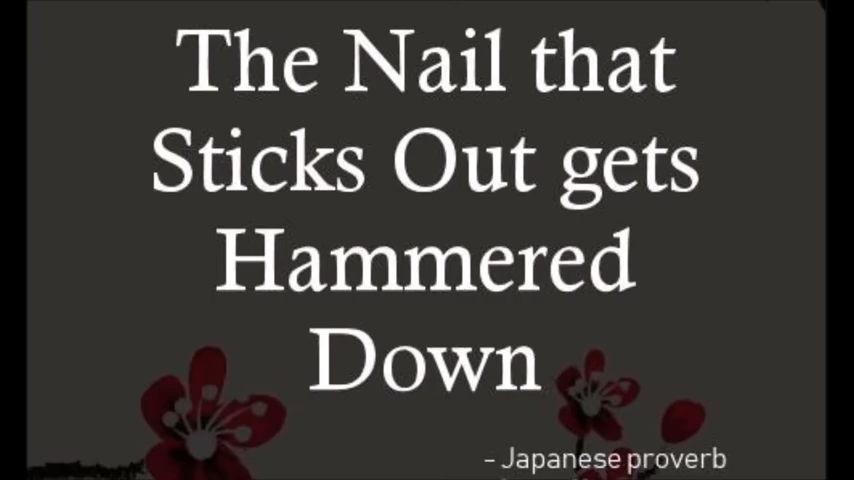 The Nail that
Sticks Out gets
Hammered
Down
- Japanese proverb